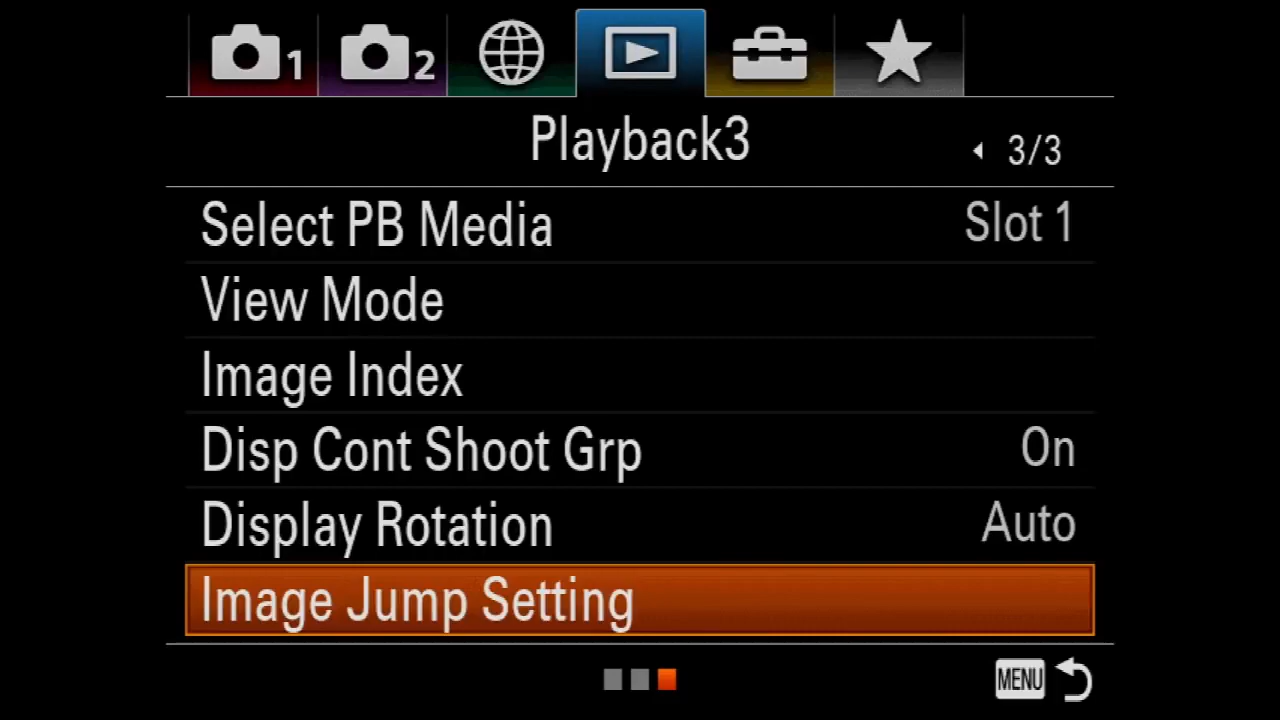 1 2
Playback3 3/3
Select PB Media Slot 1
View Mode
Image Index
Disp Cont Shoot Grp On
Display Rotation Auto
Image Jump Setting
MENU